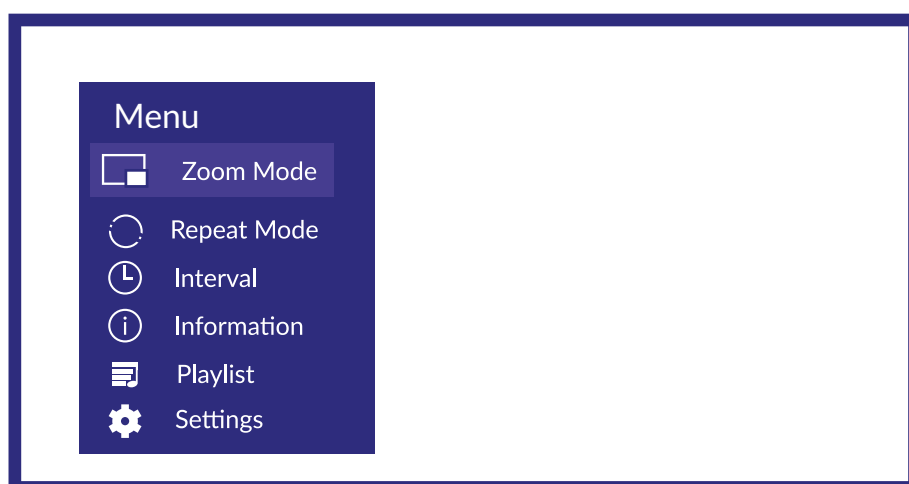 Menu
Zoom Mode
Repeat Mode
Interval
Information
Playlist
Settings